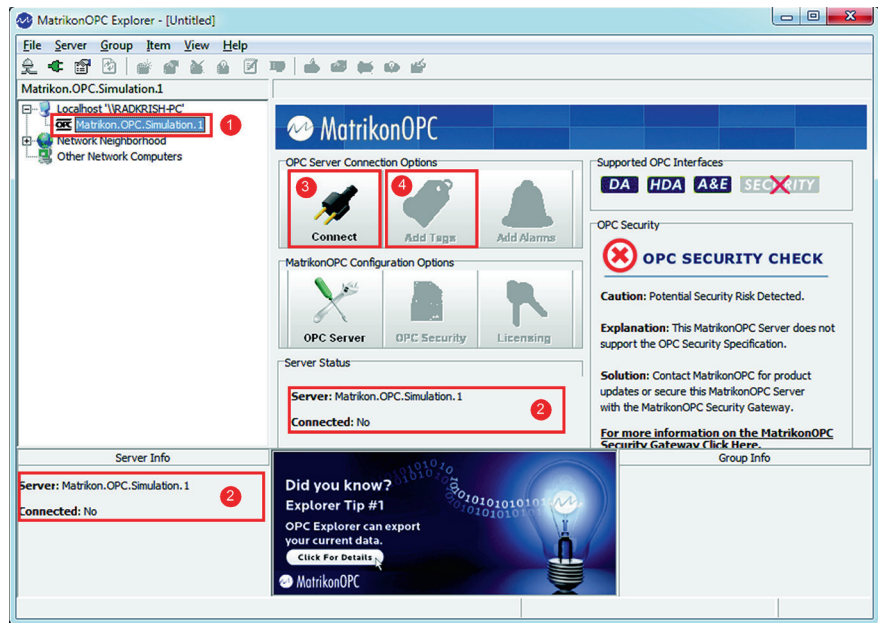 MatrikonOPC Explorer - [Untitled]
File Server Group Item View Help
Matrikon.OPC.Simulation.1
Localhost '\\RADKRISH-PC'
OPC Matrikon.OPC.Simulation.1
1
Network Neighborhood
Other Network Computers
MatrikonOPC
OPC Server Connection Options
3
4
Connect
Add Tags
Add Alarms
MatrikonOPC Configuration Options
OPC Server
OPC Security
Licensing
Server Status
Server: Matrikon.OPC.Simulation.1
2
Connected: No
Supported OPC Interfaces
DA HDA A&E SECURITY
OPC Security
OPC SECURITY CHECK
Caution: Potential Security Risk Detected.
Explanation: This MatrikonOPC Server does not
support the OPC Security Specification.
Solution: Contact MatrikonOPC for product
updates or secure this MatrikonOPC Server
with the MatrikonOPC Security Gateway.
For more information on the MatrikonOPC
Security Gateway Click Here.
Server Info
Server: Matrikon.OPC.Simulation.1
2
Connected: No
Did you know?
Explorer Tip #1
OPC Explorer can export
your current data.
Click For Details
MatrikonOPC
Group Info